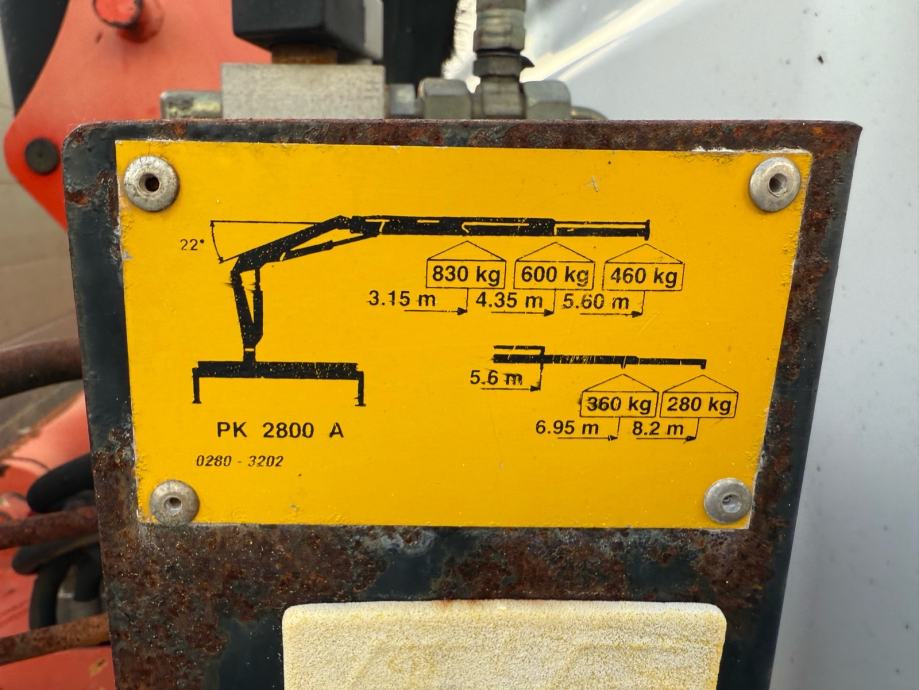 22°
830 kg 600 kg 460 kg
3.15 m 4.35 m 5.60 m
5.6 m
360 kg 280 kg
6.95 m 8.2 m
PK 2800 A
0280 - 3202